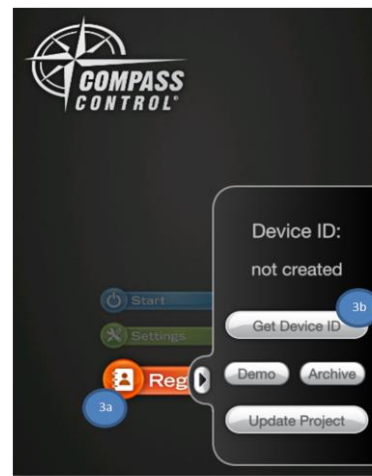 COMPASS
CONTROL®
Device ID:
not created
3b
Get Device ID
Start
Settings
Reg
Demo
Archive
3a
Update Project